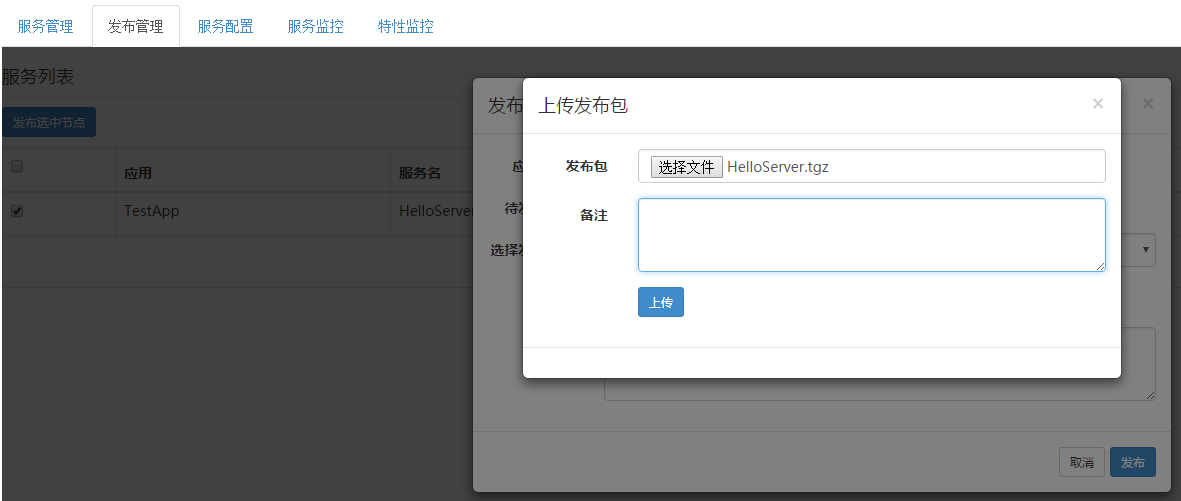 服务管理 发布管理 服务配置 服务监控 特性监控
服务列表
发布选中节点
应用 服务名
TestApp HelloServer
发布
上传发布包 × ×
发布包 选择文件 HelloServer.tgz
备注
选择
上传
取消 发布